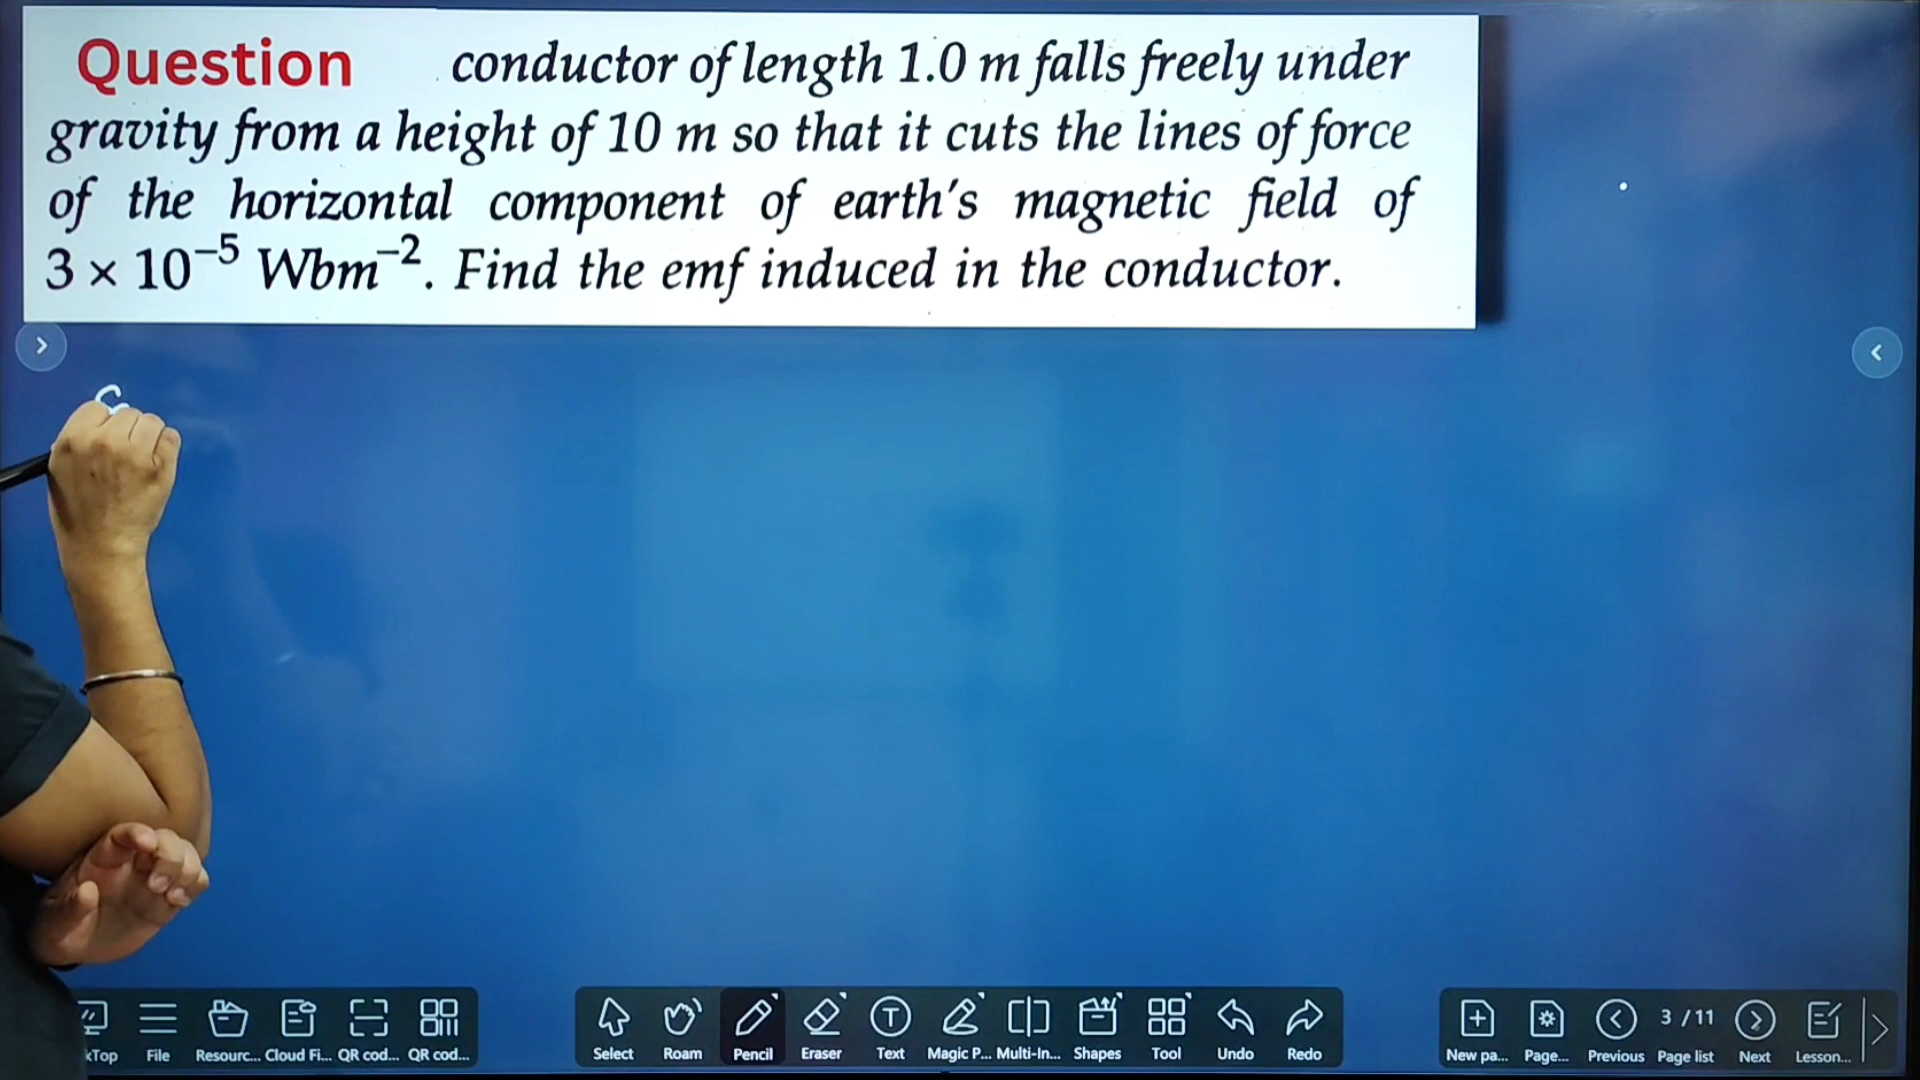 Question conductor of length 1.0 m falls freely under
gravity from a height of 10 m so that it cuts the lines of force
of the horizontal component of earth's magnetic field of
3 × 10⁻⁵ Wbm⁻². Find the emf induced in the conductor.
kTop File Resourc... Cloud Fi... QR cod... QR cod...
Select Roam Pencil Eraser Text Magic P... Multi-In... Shapes Tool Undo Redo
3 / 11
New pa... Page... Previous Page list Next Lesson...